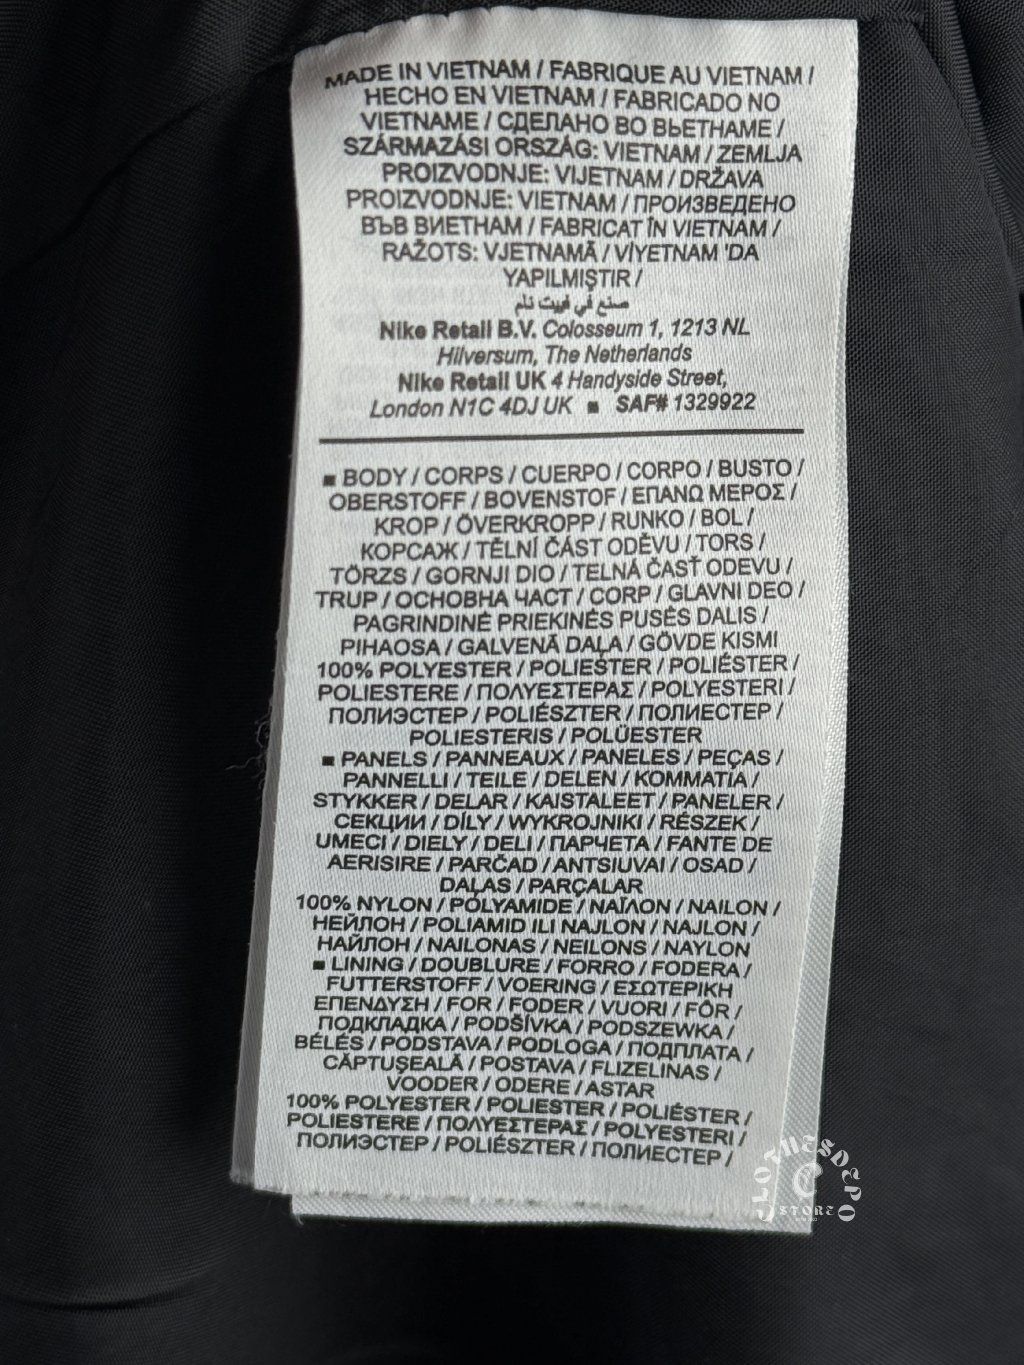 MADE IN VIETNAM / FABRIQUE AU VIETNAM /
HECHO EN VIETNAM / FABRICADO NO
VIETNAME / СДЕЛАНО ВО ВЬЕТНАМЕ /
SZÁRMAZÁSI ORSZÁG: VIETNAM / ZEMLJA
PROIZVODNJE: VIJETNAM / DRŽAVA
PROIZVODNJE: VIETNAM / ПРОИЗВЕДЕНО
ВЪВ ВИЕТНАМ / FABRICAT ÎN VIETNAM /
RAŽOTS: VJETNAMĀ / VİYETNAM 'DA
YAPILMIŞTIR /
صنع في فييت نام
Nike Retail B.V. Colosseum 1, 1213 NL
Hilversum, The Netherlands
Nike Retail UK 4 Handyside Street,
London N1C 4DJ UK ■ SAF# 1329922
■ BODY / CORPS / CUERPO / CORPO / BUSTO /
OBERSTOFF / BOVENSTOF / ΕΠΑΝΩ ΜΕΡΟΣ /
KROP / ÖVERKROPP / RUNKO / BOL /
КОРСАЖ / TĚLNÍ ČÁST ODĚVU / TORS /
TÖRZS / GORNJI DIO / TELNÁ ČASŤ ODEVU /
TRUP / ОСНОВНА ЧАСТ / CORP / GLAVNI DEO /
PAGRINDINĖ PRIEKINĖS PUSĖS DALIS /
PIHAOSA / GALVENĀ DAĻA / GÖVDE KISMI
100% POLYESTER / POLIESTER / POLIÉSTER /
POLIESTERE / ΠΟΛΥΕΣΤΕΡΑΣ / POLYESTERI /
ПОЛИЭСТЕР / POLIÉSZTER / ПОЛИЕСТЕР /
POLIESTERIS / POLÜESTER
■ PANELS / PANNEAUX / PANELES / PEÇAS /
PANNELLI / TEILE / DELEN / ΚΟΜΜΑΤΙΑ /
STYKKER / DELAR / KAISTALEET / PANELER /
СЕКЦИИ / DÍLY / WYKROJNIKI / RÉSZEK /
UMECI / DIELY / DELI / ПАРЧЕТА / FANTE DE
AERISIRE / PARČAD / ANTSIUVAI / OSAD /
DAĻAS / PARÇALAR
100% NYLON / POLYAMIDE / ΝΑΪΛΟΝ / NAILON /
НЕЙЛОН / POLIAMID ILI NAJLON / NAJLON /
НАЙЛОН / NAILONAS / NEILONS / NAYLON
■ LINING / DOUBLURE / FORRO / FODERA /
FUTTERSTOFF / VOERING / ΕΣΩΤΕΡΙΚΗ
ΕΠΕΝΔΥΣΗ / FOR / FODER / VUORI / FÔR /
ПОДКЛАДКА / PODŠÍVKA / PODSZEWKA /
BÉLÉS / PODSTAVA / PODLOGA / ПОДПЛАТА /
CĂPTUȘEALĂ / POSTAVA / FLIZELINAS /
VOODER / ODERE / ASTAR
100% POLYESTER / POLIESTER / POLIÉSTER /
POLIESTERE / ΠΟΛΥΕΣΤΕΡΑΣ / POLYESTERI /
ПОЛИЭСТЕР / POLIÉSZTER / ПОЛИЕСТЕР /
CLOTHESDEPO
STORE